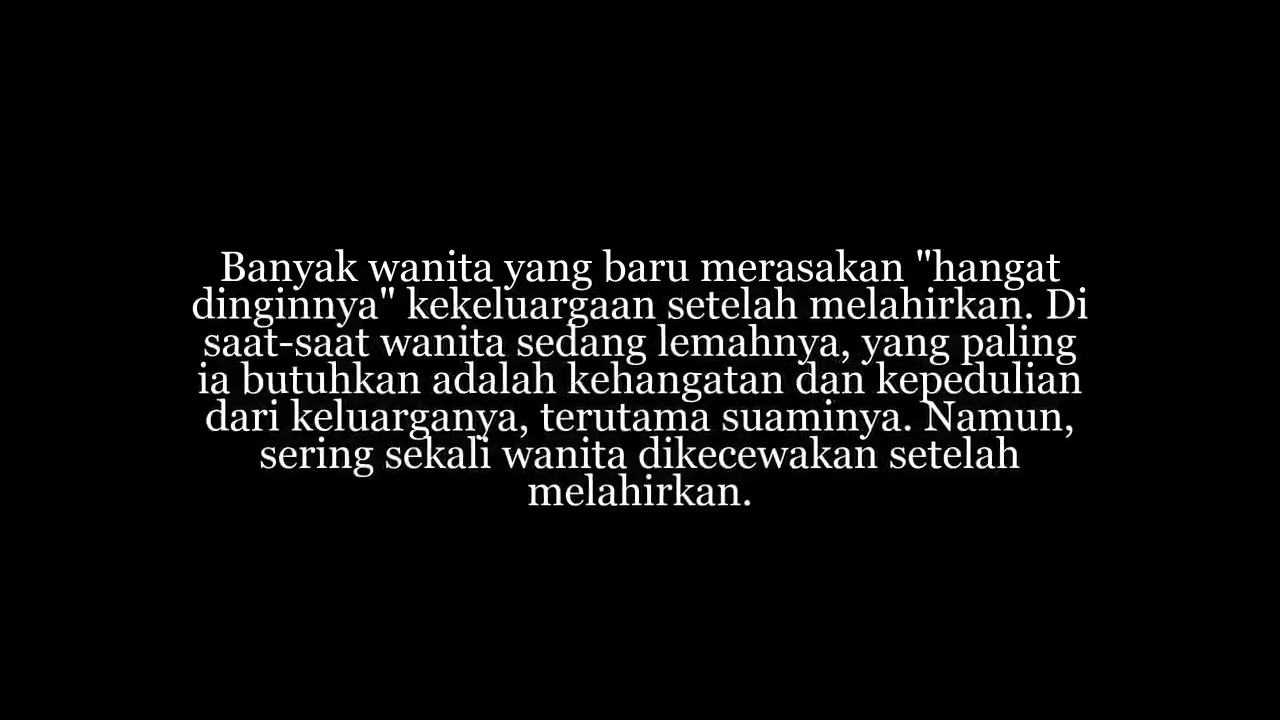 Banyak wanita yang baru merasakan "hangat
dinginnya" kekeluargaan setelah melahirkan. Di
saat-saat wanita sedang lemahnya, yang paling
ia butuhkan adalah kehangatan dan kepedulian
dari keluarganya, terutama suaminya. Namun,
sering sekali wanita dikecewakan setelah
melahirkan.